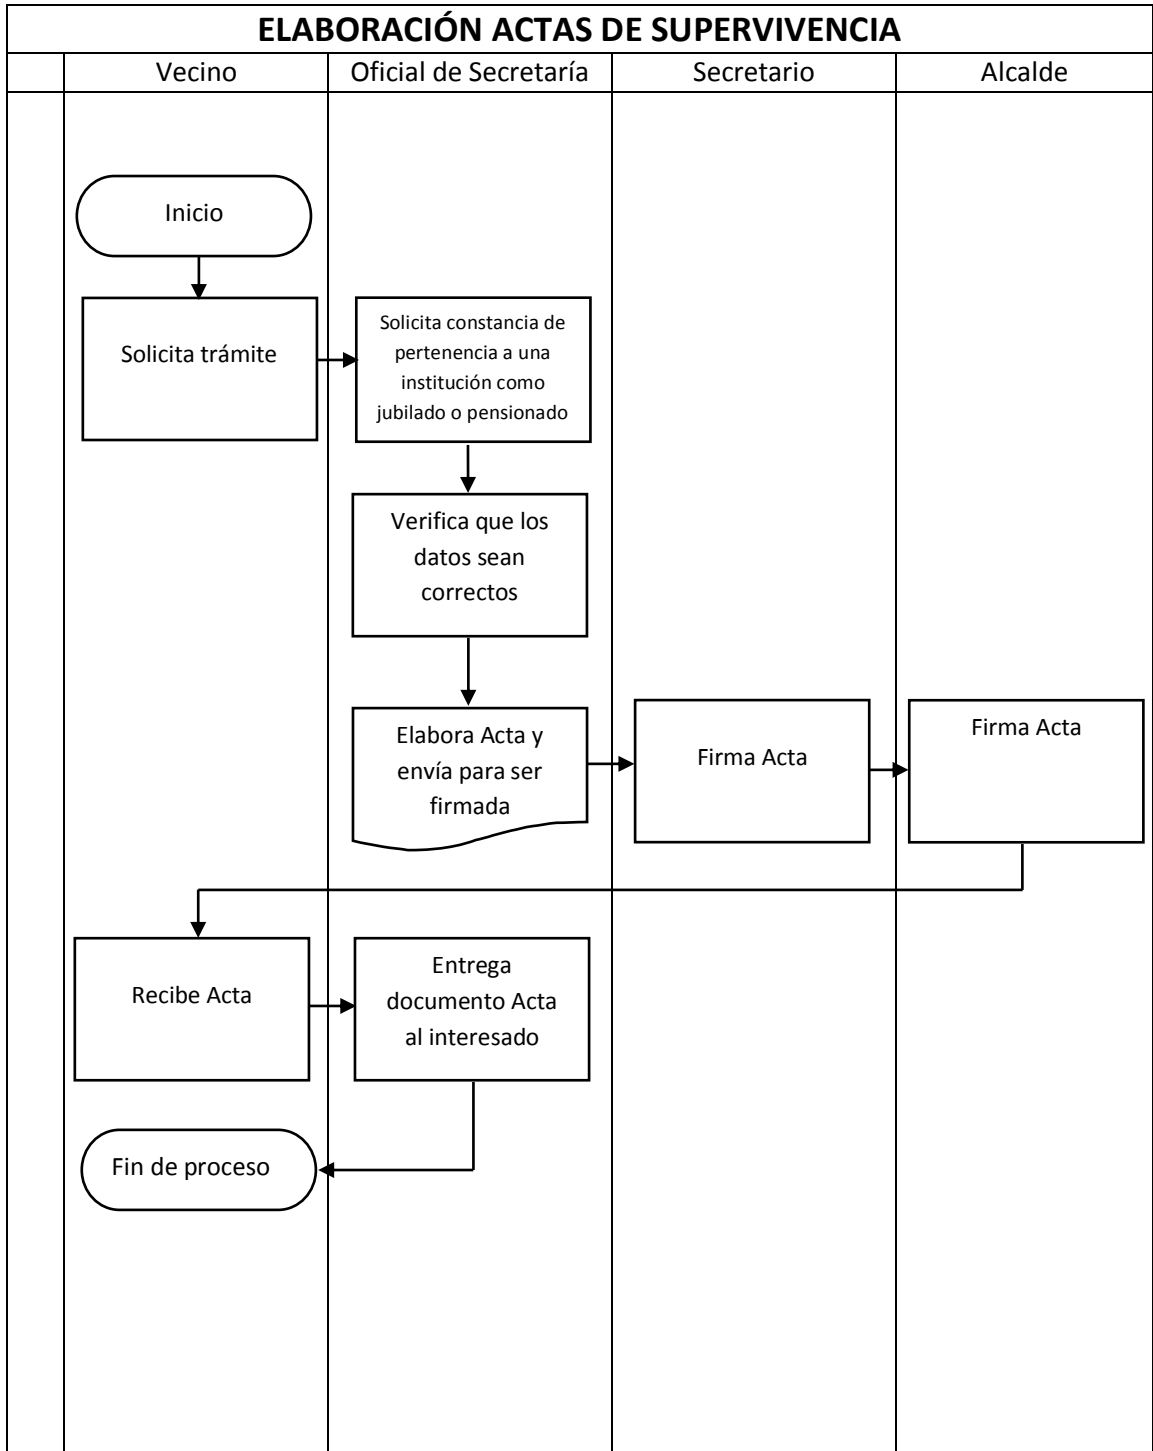 ELABORACIÓN ACTAS DE SUPERVIVENCIA
Vecino
Oficial de Secretaría
Secretario
Alcalde
Inicio
Solicita trámite
Solicita constancia de
pertenencia a una
institución como
jubilado o pensionado
Verifica que los
datos sean
correctos
Elabora Acta y
envía para ser
firmada
Firma Acta
Firma Acta
Recibe Acta
Entrega
documento Acta
al interesado
Fin de proceso